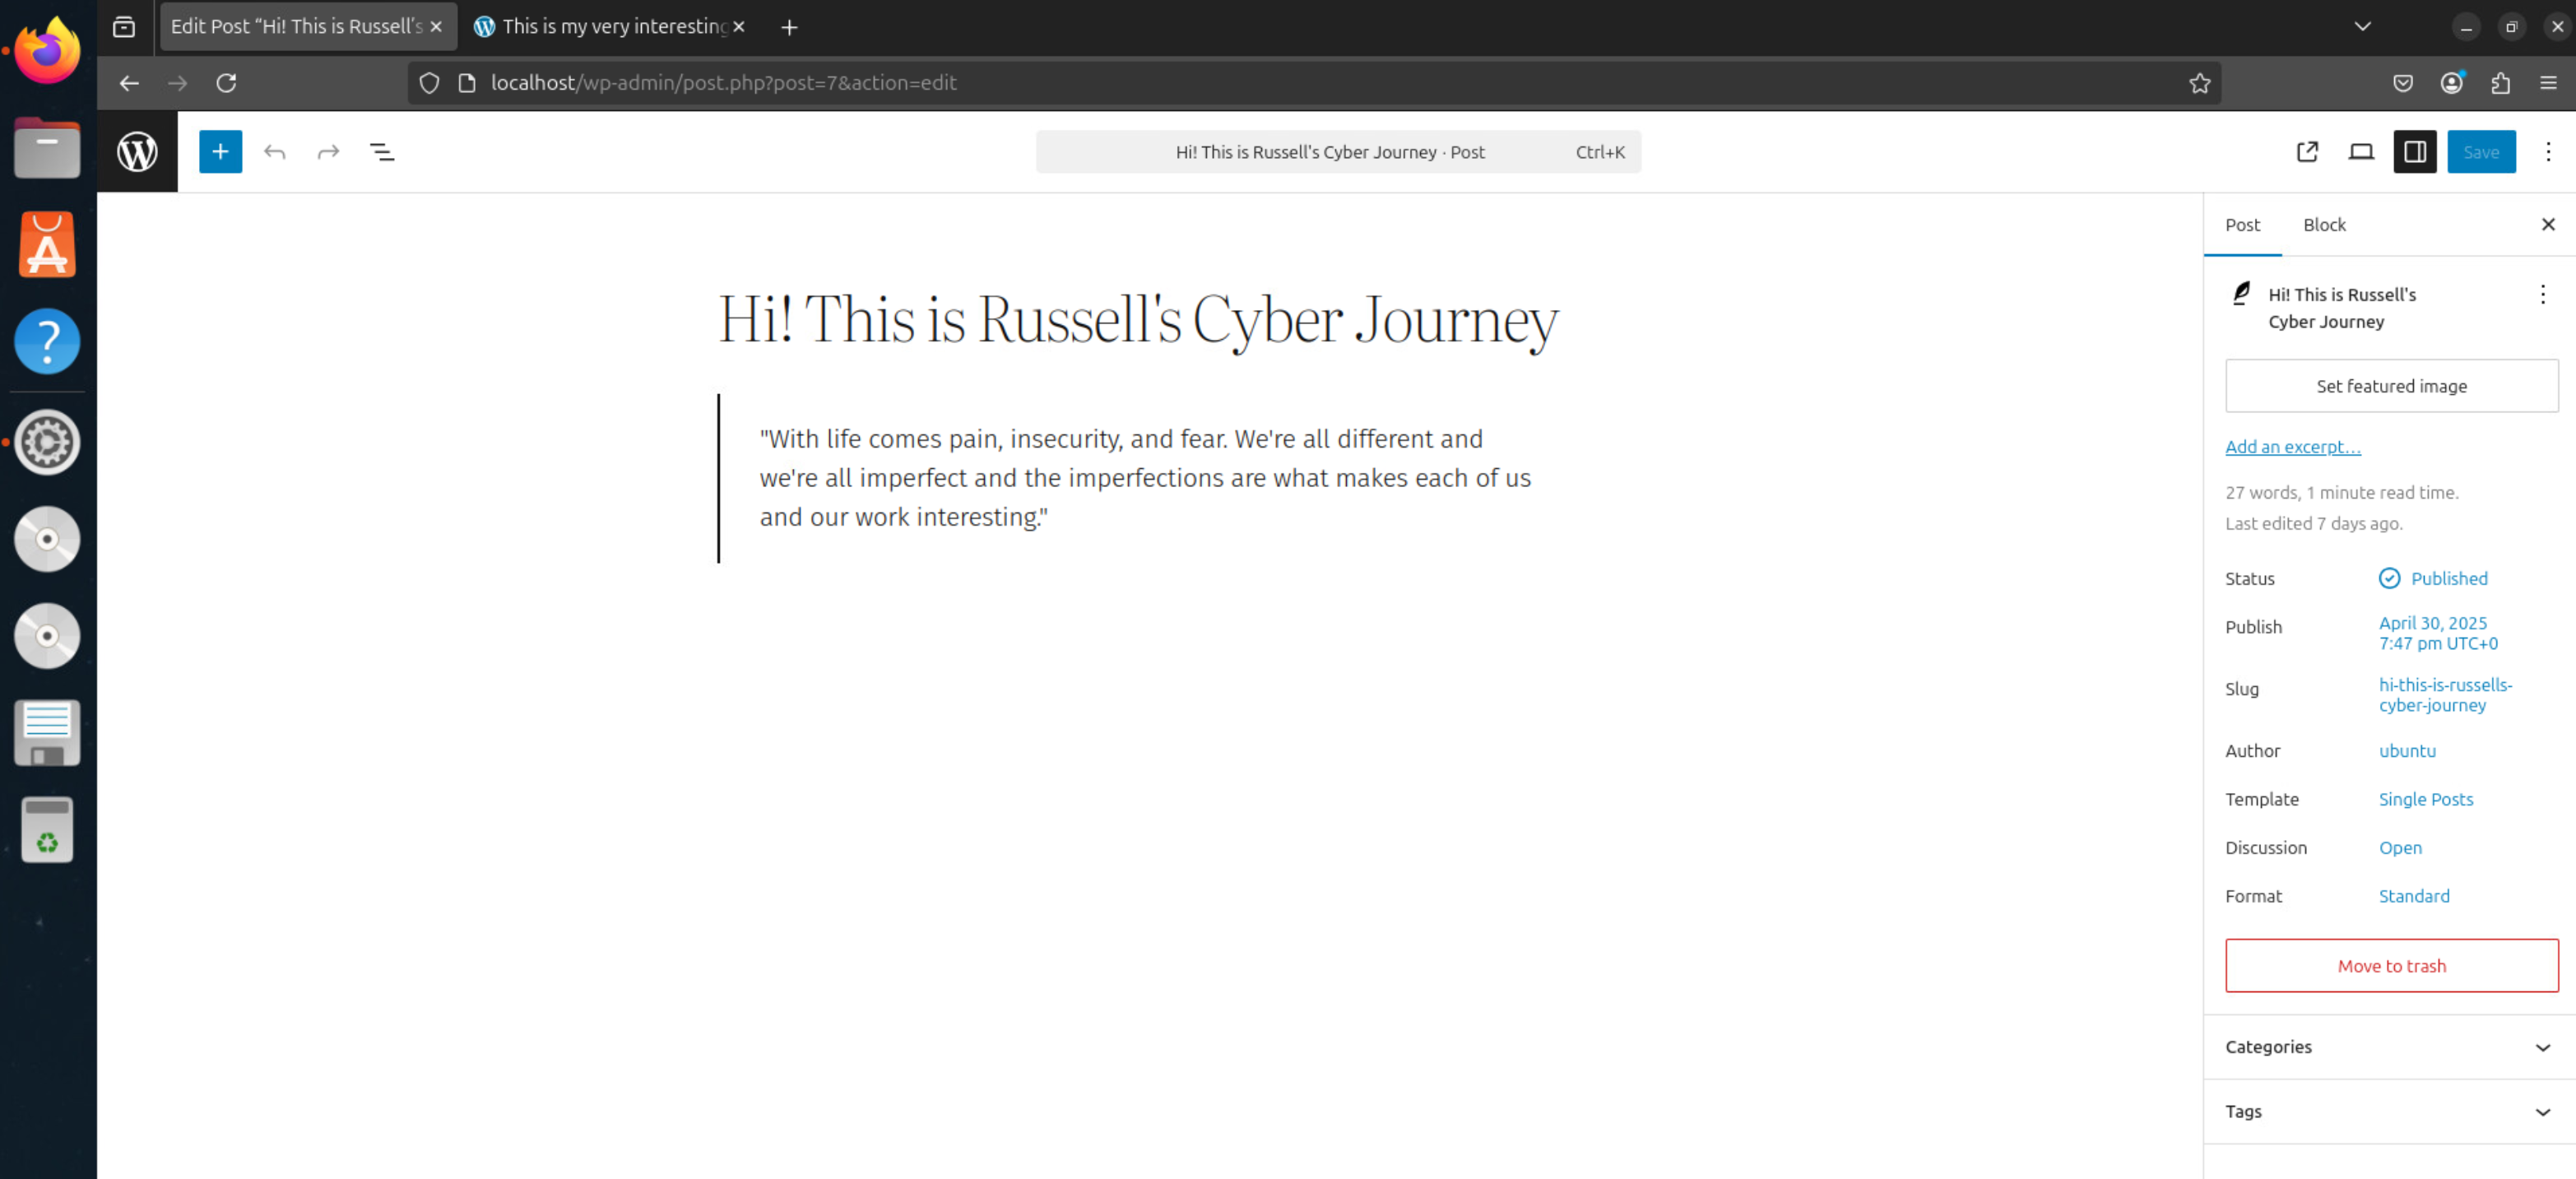 Edit Post “Hi! This is Russell’s
This is my very interesting
localhost/wp-admin/post.php?post=7&action=edit
Hi! This is Russell's Cyber Journey · Post Ctrl+K
Save
Post Block
Hi! This is Russell's
Cyber Journey
Set featured image
Add an excerpt…
27 words, 1 minute read time.
Last edited 7 days ago.
Status Published
Publish April 30, 2025
7:47 pm UTC+0
Slug hi-this-is-russells-
cyber-journey
Author ubuntu
Template Single Posts
Discussion Open
Format Standard
Move to trash
Categories
Tags
Hi! This is Russell's Cyber Journey
"With life comes pain, insecurity, and fear. We're all different and
we're all imperfect and the imperfections are what makes each of us
and our work interesting."